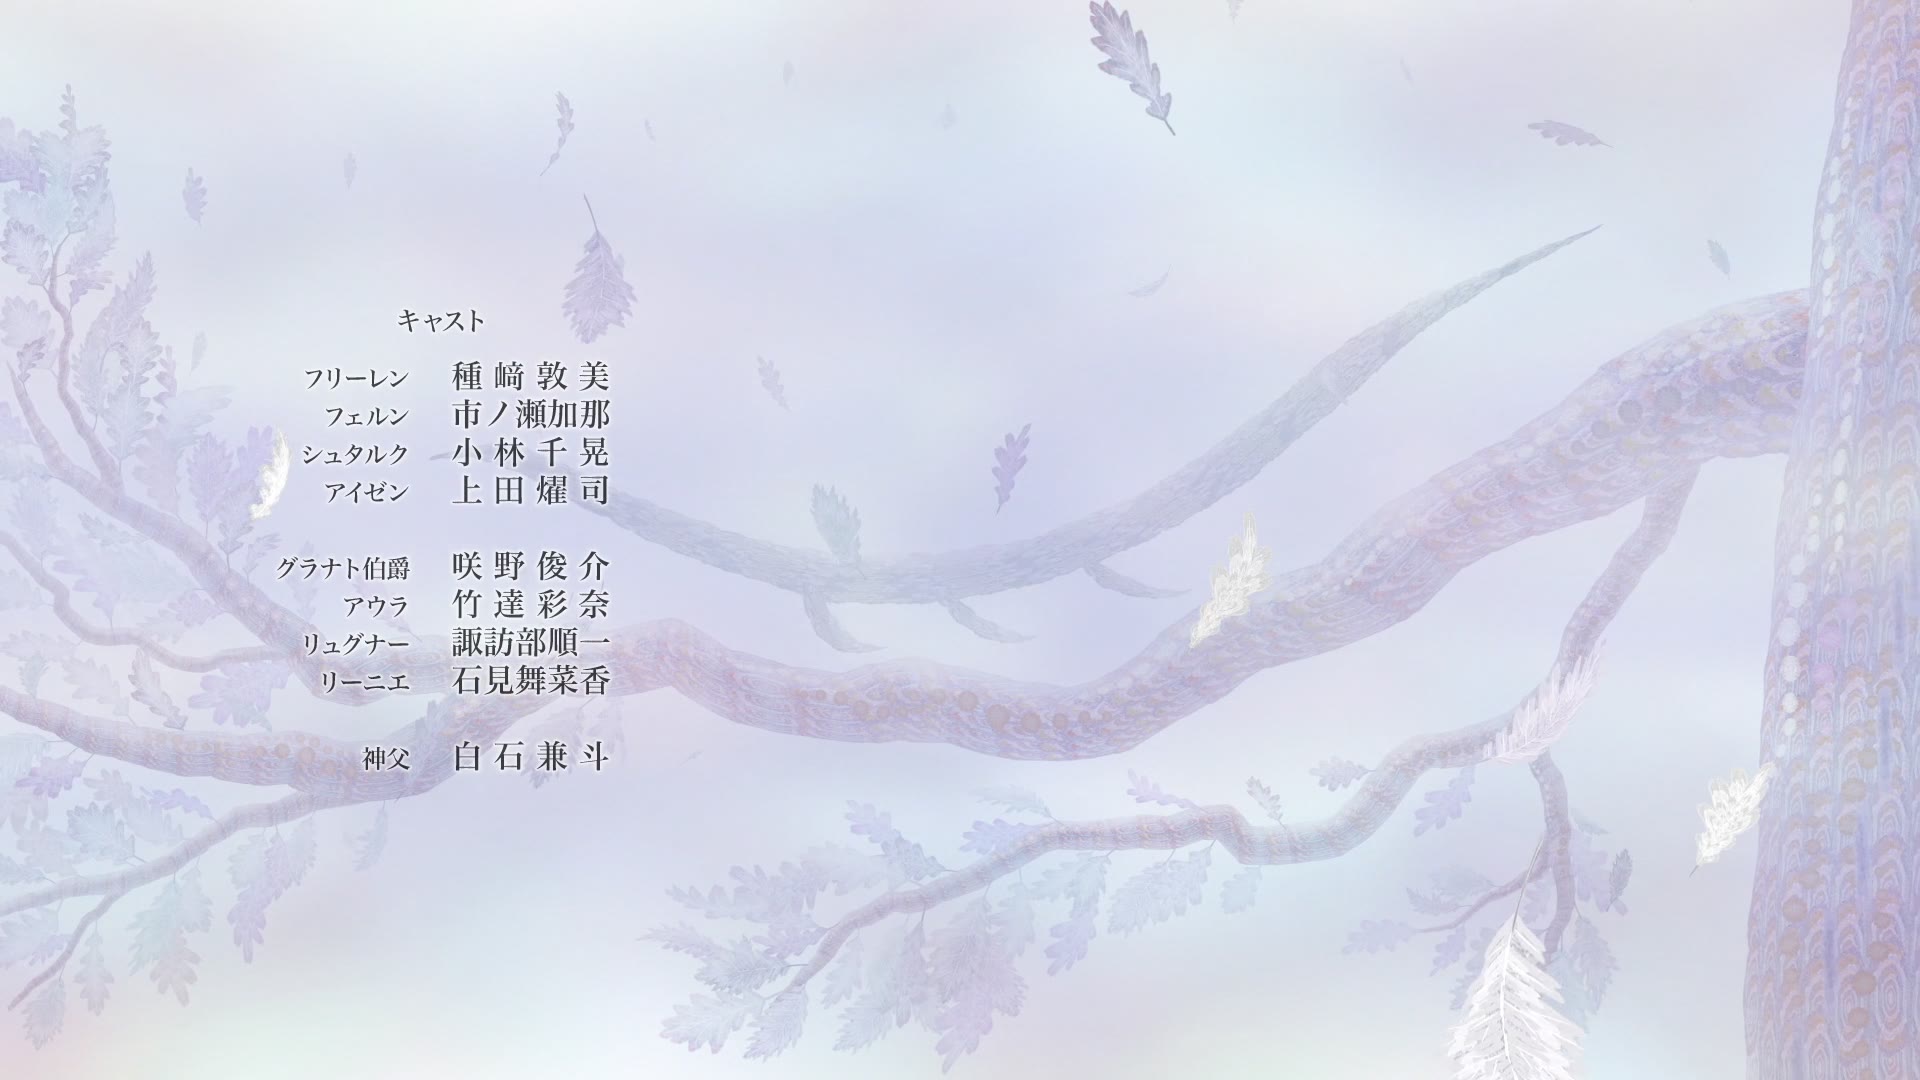 キャスト
フリーレン 種﨑敦美
フェルン 市ノ瀬加那
シュタルク 小林千晃
アイゼン 上田燿司
グラナト伯爵 咲野俊介
アウラ 竹達彩奈
リュグナー 諏訪部順一
リーニエ 石見舞菜香
神父 白石兼斗